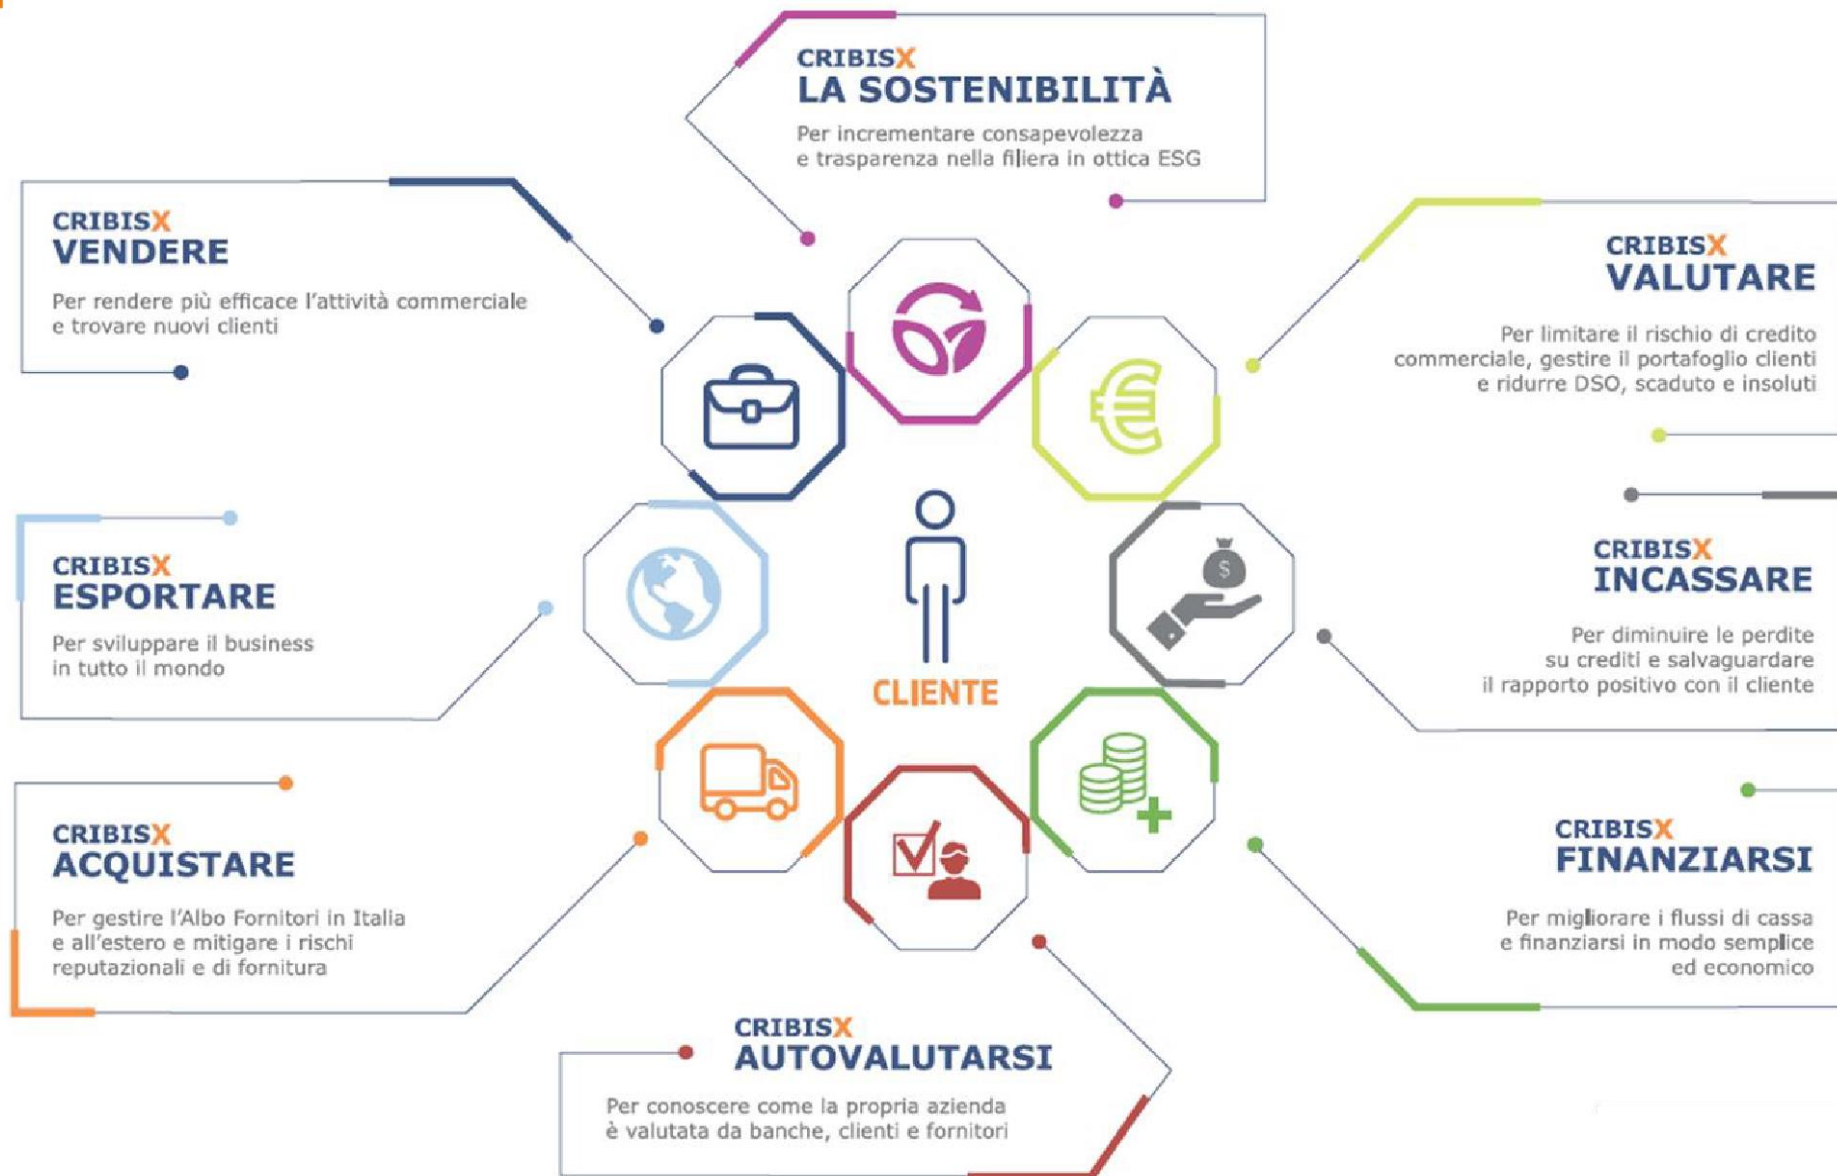 CRIBISX
LA SOSTENIBILITÀ
Per incrementare consapevolezza
e trasparenza nella filiera in ottica ESG
CRIBISX
VENDERE
Per rendere più efficace l'attività commerciale
e trovare nuovi clienti
CRIBISX
VALUTARE
Per limitare il rischio di credito
commerciale, gestire il portafoglio clienti
e ridurre DSO, scaduto e insoluti
CRIBISX
ESPORTARE
Per sviluppare il business
in tutto il mondo
CLIENTE
$
CRIBISX
INCASSARE
Per diminuire le perdite
su crediti e salvaguardare
il rapporto positivo con il cliente
CRIBISX
ACQUISTARE
Per gestire l'Albo Fornitori in Italia
e all'estero e mitigare i rischi
reputazionali e di fornitura
CRIBISX
FINANZIARSI
Per migliorare i flussi di cassa
e finanziarsi in modo semplice
ed economico
CRIBISX
AUTOVALUTARSI
Per conoscere come la propria azienda
è valutata da banche, clienti e fornitori